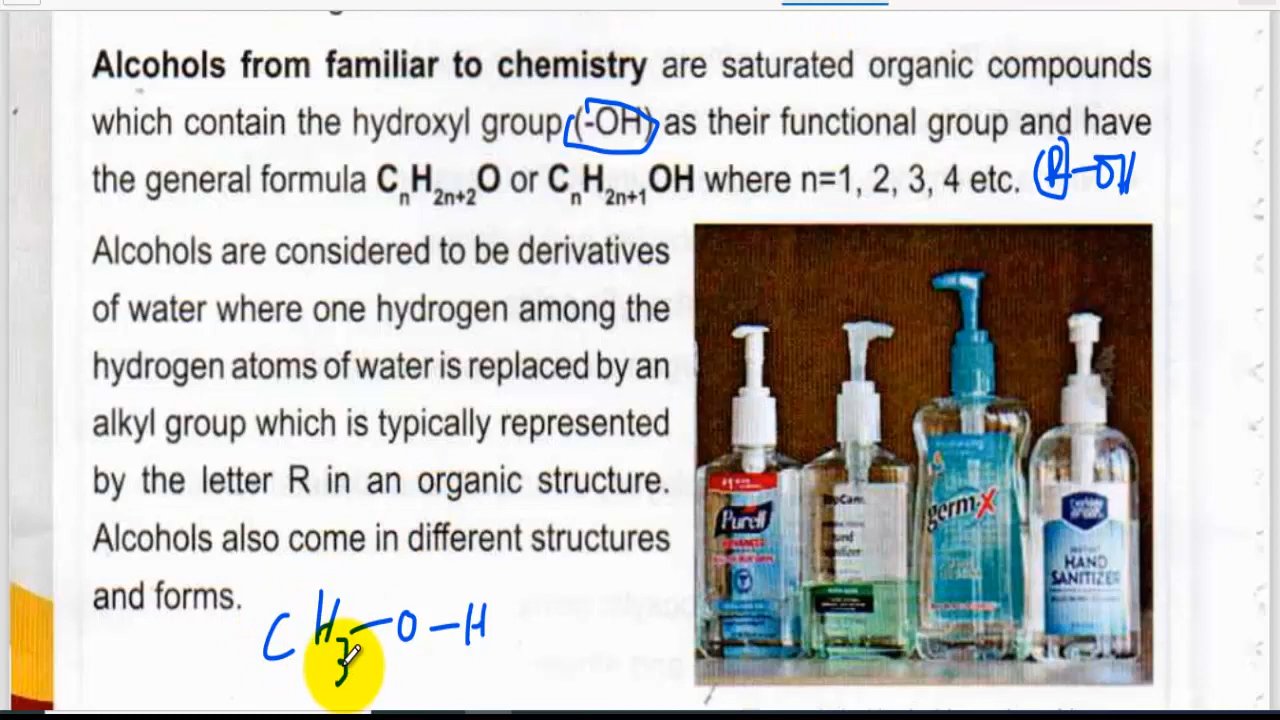 Alcohols from familiar to chemistry are saturated organic compounds
which contain the hydroxyl group (-OH) as their functional group and have
the general formula CₙH₂ₙ₊₂O or CₙH₂ₙ₊₁OH where n=1, 2, 3, 4 etc. R-OH
Alcohols are considered to be derivatives
of water where one hydrogen among the
hydrogen atoms of water is replaced by an
alkyl group which is typically represented
by the letter R in an organic structure.
Alcohols also come in different structures
and forms.
CH₃-O-H
Purell
ADVANCED
germ-x
HAND
SANITIZER